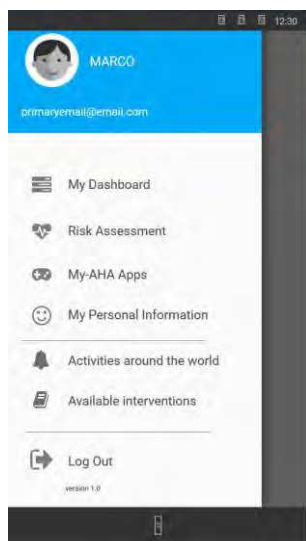 12:30
MARCO
primaryemail@email.com
My Dashboard
Risk Assessment
My-AHA Apps
My Personal Information
Activities around the world
Available interventions
Log Out
version 1.0